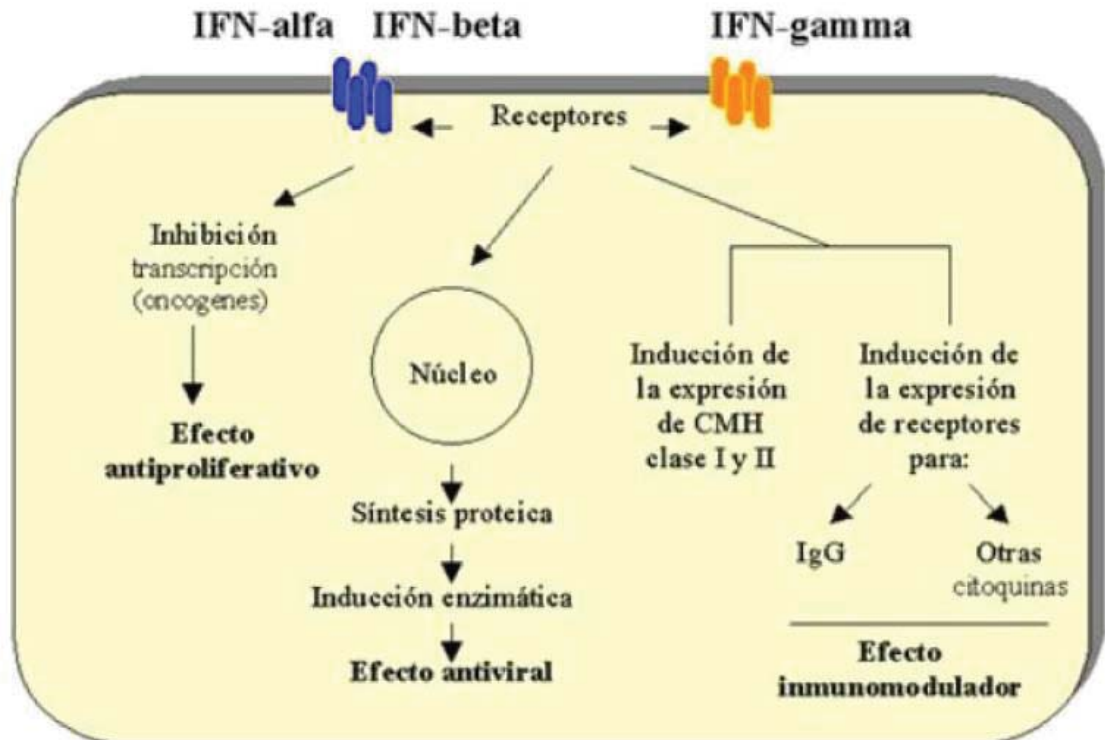 IFN-alfa IFN-beta IFN-gamma
Receptores
Inhibición
transcripción
(oncogenes)
Efecto
antiproliferativo
Núcleo
Síntesis proteica
Inducción enzimática
Efecto antiviral
Inducción de
la expresión
de CMH
clase I y II
Inducción de
la expresión
de receptores
para:
IgG
Otras
citoquinas
Efecto
inmunomodulador